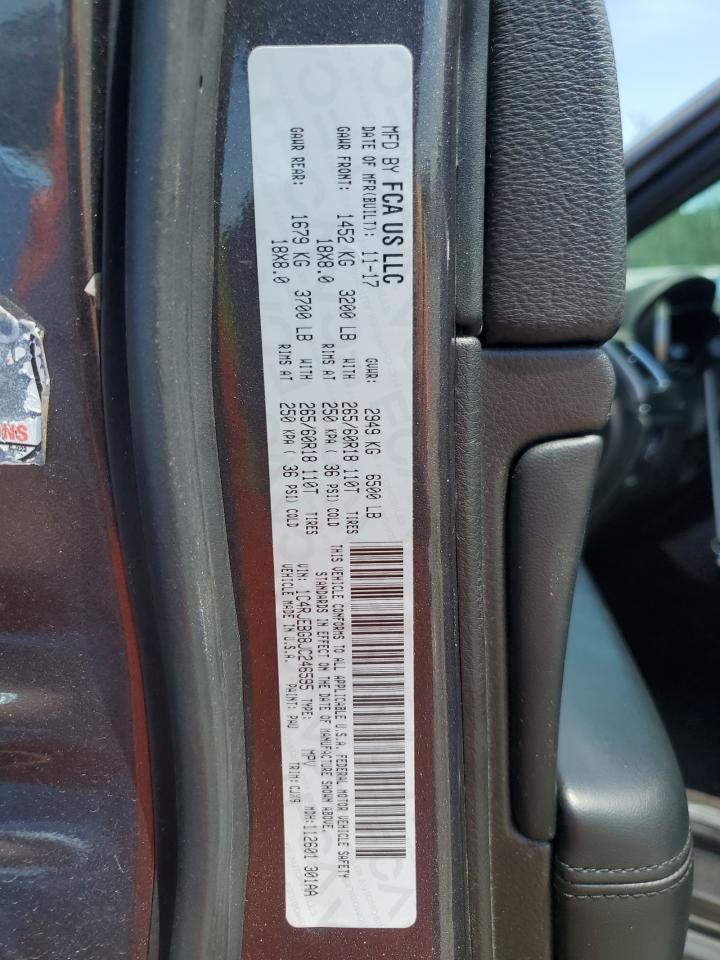 MFD BY FCA US LLC
DATE OF MFR(BUILT): 11-17 GVWR: 2949 KG 6500 LB
GAWR FRONT: 1452 KG 3200 LB WITH 265/60R18 110T TIRES
18X8.0 RIMS AT 250 KPA ( 36 PSI) COLD
GAWR REAR: 1679 KG 3700 LB WITH 265/60R18 110T TIRES
18X8.0 RIMS AT 250 KPA ( 36 PSI) COLD
THIS VEHICLE CONFORMS TO ALL APPLICABLE U.S.A. FEDERAL MOTOR VEHICLE SAFETY
STANDARDS IN EFFECT ON THE DATE OF MANUFACTURE SHOWN ABOVE.
VIN: 1C4RJEBG8JC246595 TYPE: MPV MDH:112601 301AA
VEHICLE MADE IN U.S.A. PAINT: PAU TRIM: CJX9